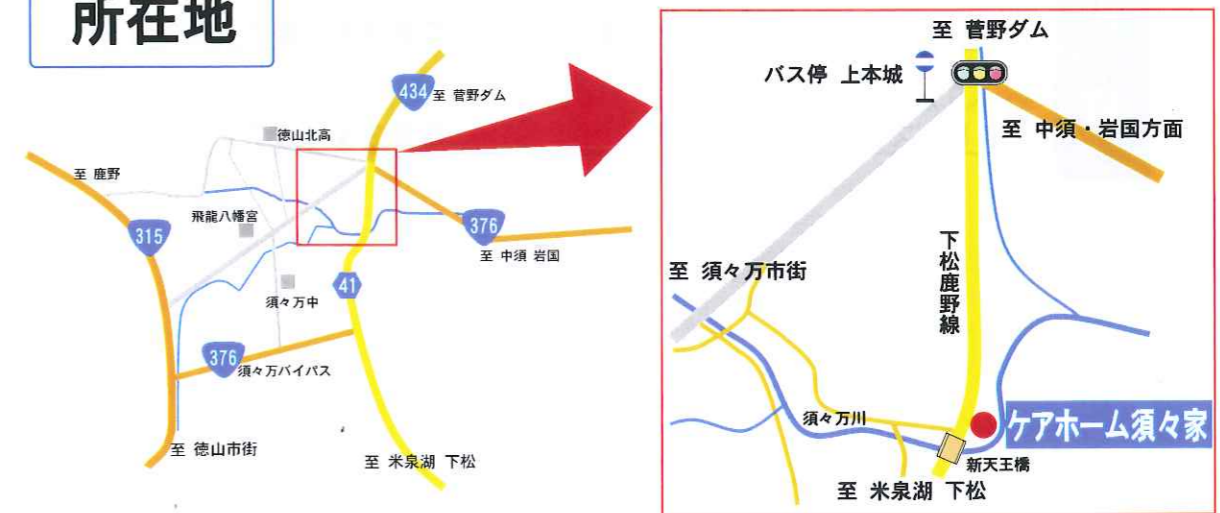 所在地
434
至 菅野ダム
徳山北高
至 鹿野
飛龍八幡宮
315
376
至 中須 岩国
41
須々万中
376
須々万バイパス
至 徳山市街
至 米泉湖 下松
至 菅野ダム
バス停 上本城
至 中須・岩国方面
至 須々万市街
下松鹿野線
須々万川
ケアホーム須々家
新天王橋
至 米泉湖 下松